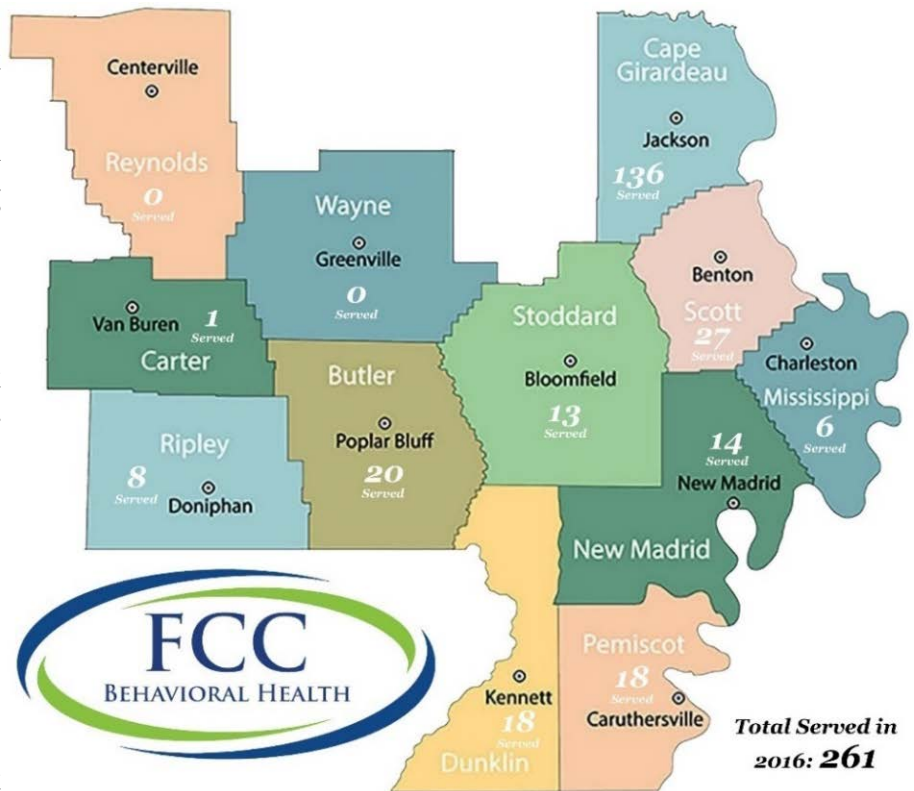 Centerville
Reynolds
0
Served
Cape
Girardeau
Jackson
136
Served
Wayne
Greenville
0
Served
Benton
Scott
27
Served
Van Buren
1
Served
Carter
Stoddard
Bloomfield
13
Served
Charleston
Mississippi
6
Served
Butler
Poplar Bluff
20
Served
Ripley
8
Served
Doniphan
14
Served
New Madrid
New Madrid
FCC
BEHAVIORAL HEALTH
Kennett
18
Served
Dunklin
Pemiscot
18
Served
Caruthersville
Total Served in
2016: 261